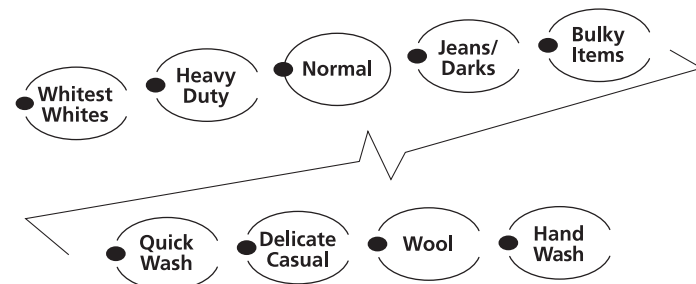 Whitest
Whites
Heavy
Duty
Normal
Jeans/
Darks
Bulky
Items
Quick
Wash
Delicate
Casual
Wool
Hand
Wash